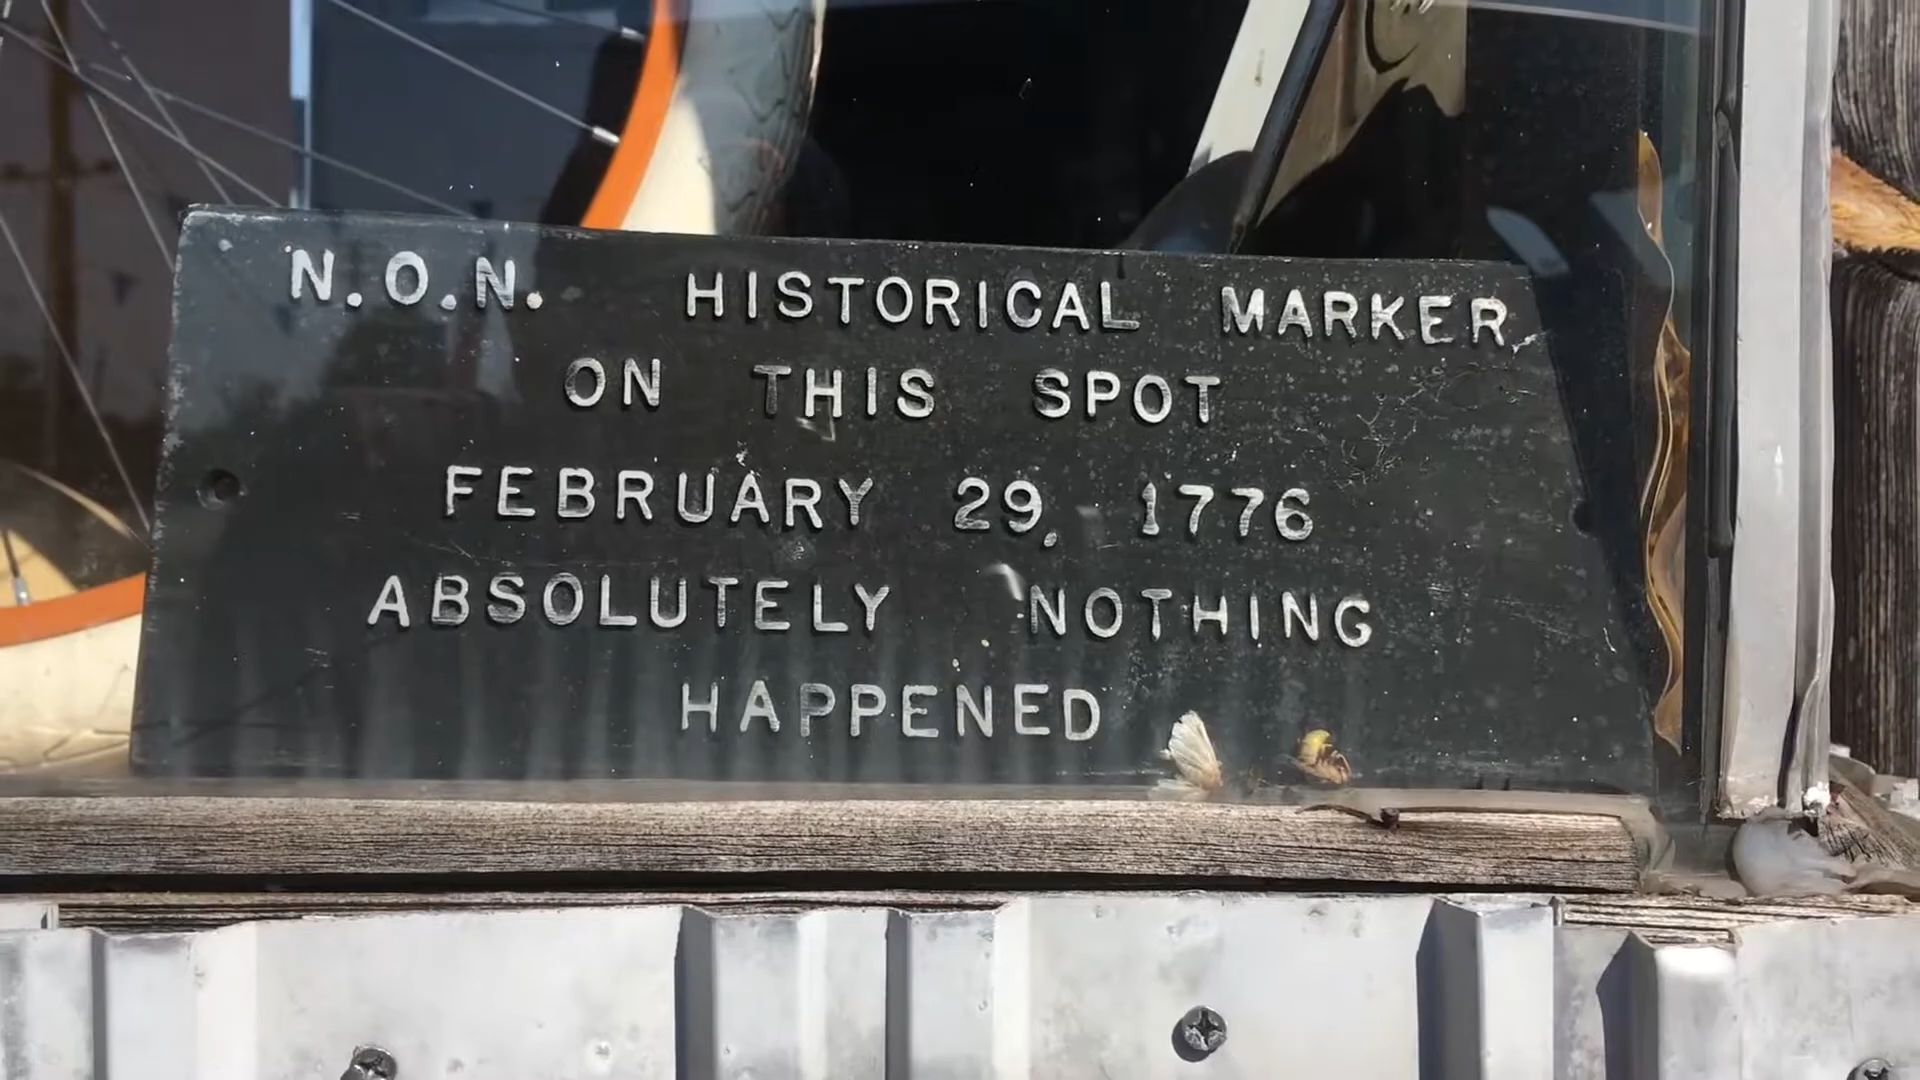 N.O.N. HISTORICAL MARKER
ON THIS SPOT
FEBRUARY 29, 1776
ABSOLUTELY NOTHING
HAPPENED